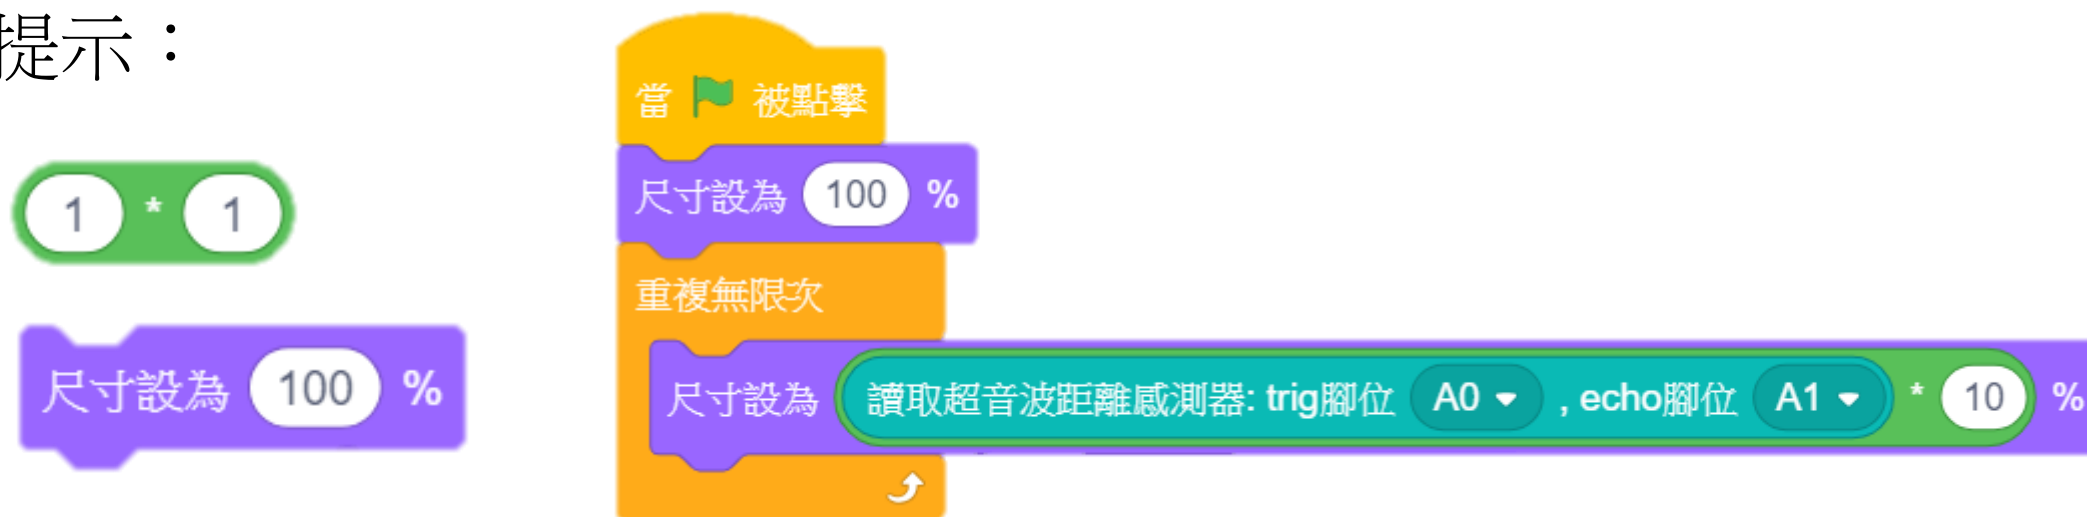 提示：
1 * 1
尺寸設為 100 %
當 被點擊
尺寸設為 100 %
重複無限次
尺寸設為 讀取超音波距離感測器: trig腳位 A0 , echo腳位 A1 * 10 %